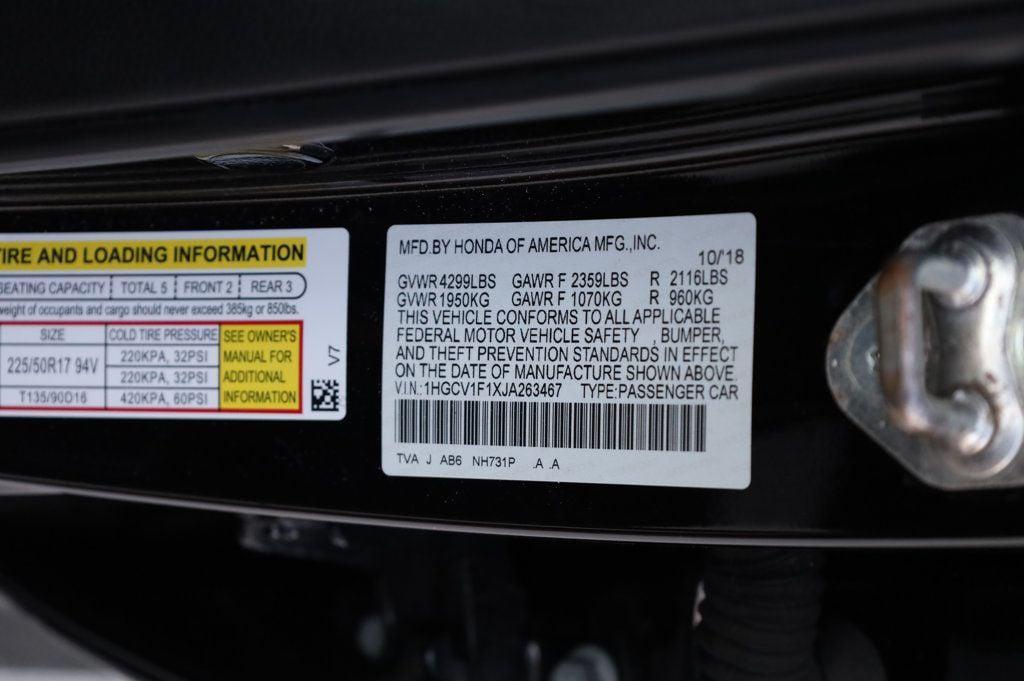 TIRE AND LOADING INFORMATION
SEATING CAPACITY TOTAL 5 FRONT 2 REAR 3
weight of occupants and cargo should never exceed 385kg or 850lbs.
SIZE COLD TIRE PRESSURE
225/50R17 94V 220KPA, 32PSI
220KPA, 32PSI
T135/90D16 420KPA, 60PSI
SEE OWNER'S
MANUAL FOR
ADDITIONAL
INFORMATION
V7
MFD.BY HONDA OF AMERICA MFG.,INC.
10/18
GVWR 4299LBS GAWR F 2359LBS R 2116LBS
GVWR 1950KG GAWR F 1070KG R 960KG
THIS VEHICLE CONFORMS TO ALL APPLICABLE
FEDERAL MOTOR VEHICLE SAFETY , BUMPER,
AND THEFT PREVENTION STANDARDS IN EFFECT
ON THE DATE OF MANUFACTURE SHOWN ABOVE.
V.I.N.:1HGCV1F1XJA263467 TYPE:PASSENGER CAR
TVA J AB6 NH731P .A .A